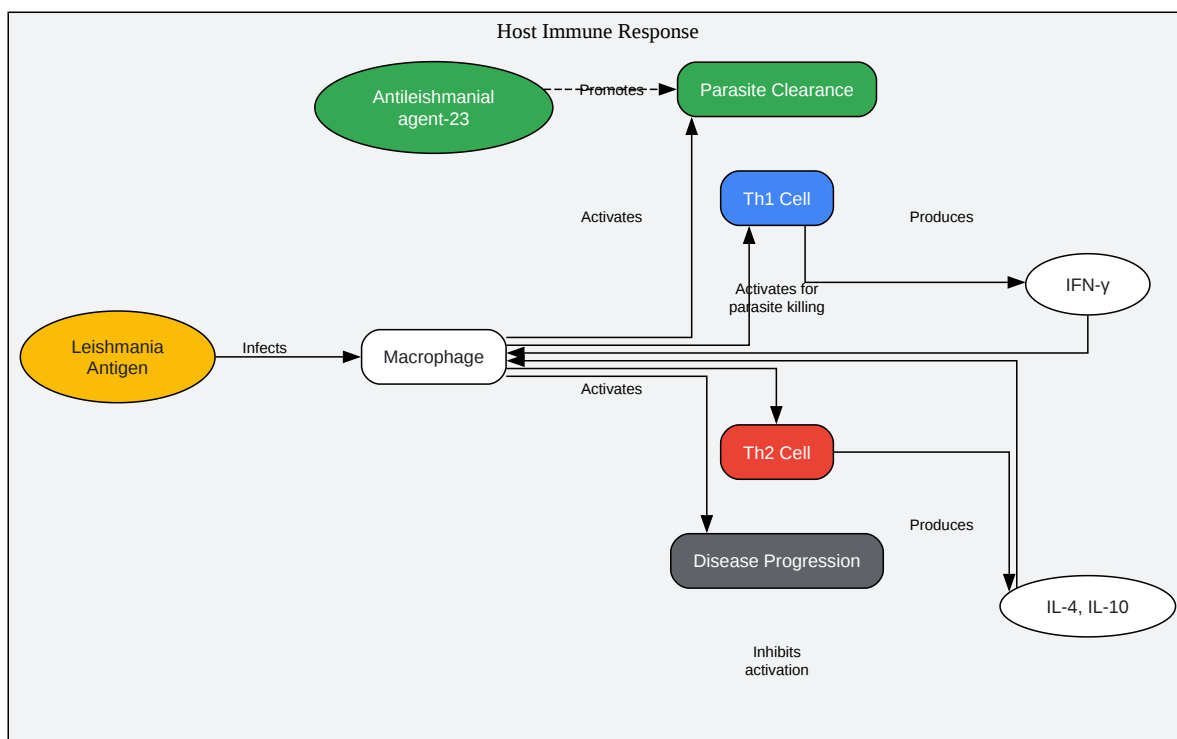 Host Immune Response
Antileishmanial
agent-23
Promotes
Parasite Clearance
Th1 Cell
Activates
Produces
Activates for
parasite killing
IFN-γ
Leishmania
Antigen
Infects
Macrophage
Activates
Th2 Cell
Produces
Disease Progression
IL-4, IL-10
Inhibits
activation